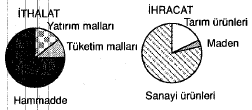 İTHALAT
Yatırım malları
Tüketim malları
Hammadde
İHRACAT
Tarım ürünleri
Maden
Sanayi ürünleri